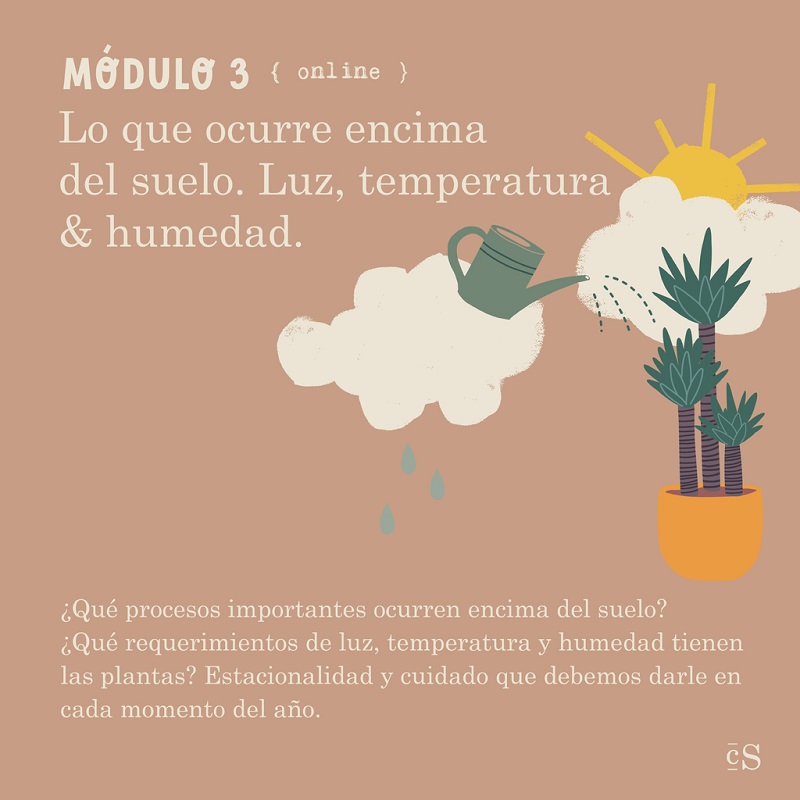 MÓDULO 3 { online }
Lo que ocurre encima
del suelo. Luz, temperatura
& humedad.
¿Qué procesos importantes ocurren encima del suelo?
¿Qué requerimientos de luz, temperatura y humedad tienen
las plantas? Estacionalidad y cuidado que debemos darle en
cada momento del año.
cS